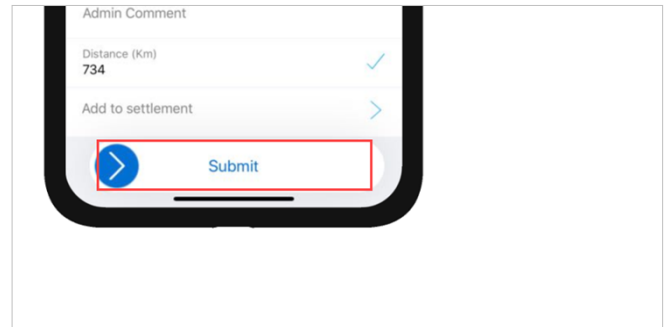 Admin Comment
Distance (Km)
734
Add to settlement
Submit